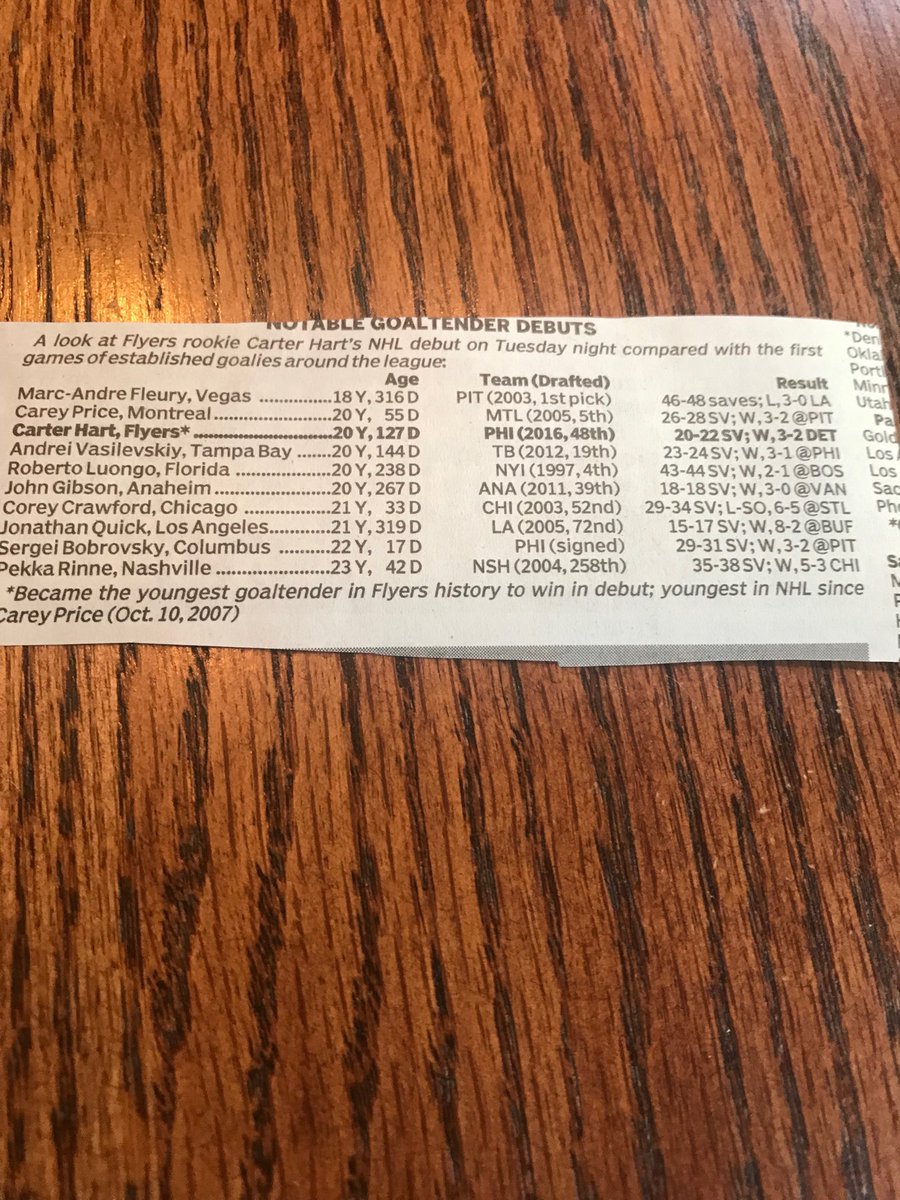 NOTABLE GOALTENDER DEBUTS
A look at Flyers rookie Carter Hart's NHL debut on Tuesday night compared with the first
games of established goalies around the league:
Age Team (Drafted) Result
Marc-Andre Fleury, Vegas ..............18 Y, 316 D PIT (2003, 1st pick) 46-48 saves; L, 3-0 LA
Carey Price, Montreal.....................20 Y, 55 D MTL (2005, 5th) 26-28 SV; W, 3-2 @PIT
Carter Hart, Flyers* ........................20 Y, 127 D PHI (2016, 48th) 20-22 SV; W, 3-2 DET
Andrei Vasilevskiy, Tampa Bay .......20 Y, 144 D TB (2012, 19th) 23-24 SV; W, 3-1 @PHI
Roberto Luongo, Florida .................20 Y, 238 D NYI (1997, 4th) 43-44 SV; W, 2-1 @BOS
John Gibson, Anaheim ....................20 Y, 267 D ANA (2011, 39th) 18-18 SV; W, 3-0 @VAN
Corey Crawford, Chicago ...............21 Y, 33 D CHI (2003, 52nd) 29-34 SV; L-SO, 6-5 @STL
Jonathan Quick, Los Angeles...........21 Y, 319 D LA (2005, 72nd) 15-17 SV; W, 8-2 @BUF
Sergei Bobrovsky, Columbus .........22 Y, 17 D PHI (signed) 29-31 SV; W, 3-2 @PIT
Pekka Rinne, Nashville ....................23 Y, 42 D NSH (2004, 258th) 35-38 SV; W, 5-3 CHI
*Became the youngest goaltender in Flyers history to win in debut; youngest in NHL since
Carey Price (Oct. 10, 2007)
*Den
Okla
Portl
Minn
Utah
Pa
Gold
Los
Los
Sac